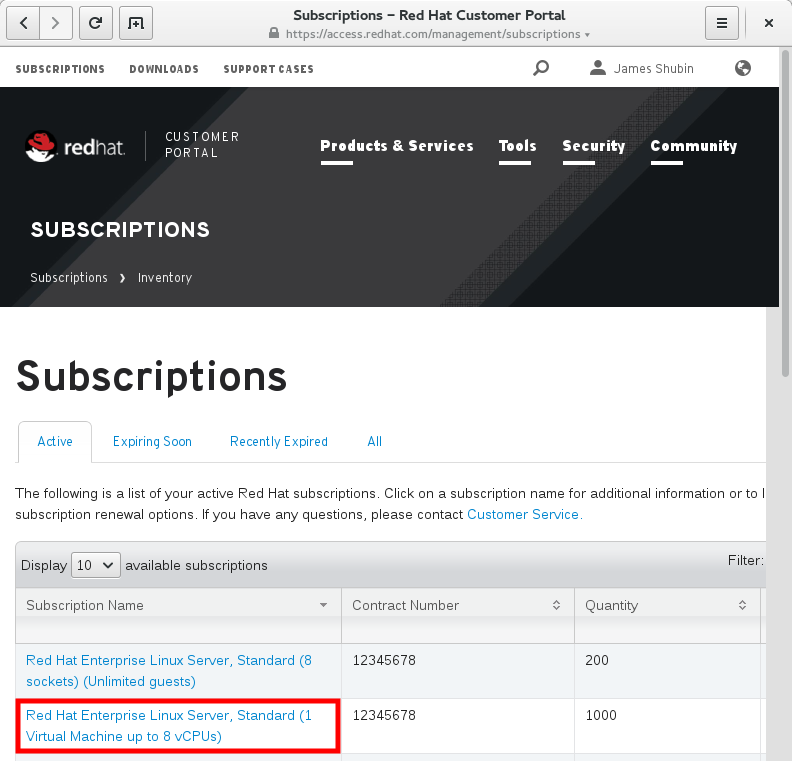 Subscriptions – Red Hat Customer Portal
https://access.redhat.com/management/subscriptions
SUBSCRIPTIONS DOWNLOADS SUPPORT CASES James Shubin
redhat. CUSTOMER PORTAL
Products & Services Tools Security Community
SUBSCRIPTIONS
Subscriptions ❯ Inventory
Subscriptions
Active Expiring Soon Recently Expired All
The following is a list of your active Red Hat subscriptions. Click on a subscription name for additional information or to l
subscription renewal options. If you have any questions, please contact Customer Service.
Display 10 available subscriptions Filter:
Subscription Name Contract Number Quantity
Red Hat Enterprise Linux Server, Standard (8 12345678 200
sockets) (Unlimited guests)
Red Hat Enterprise Linux Server, Standard (1 12345678 1000
Virtual Machine up to 8 vCPUs)